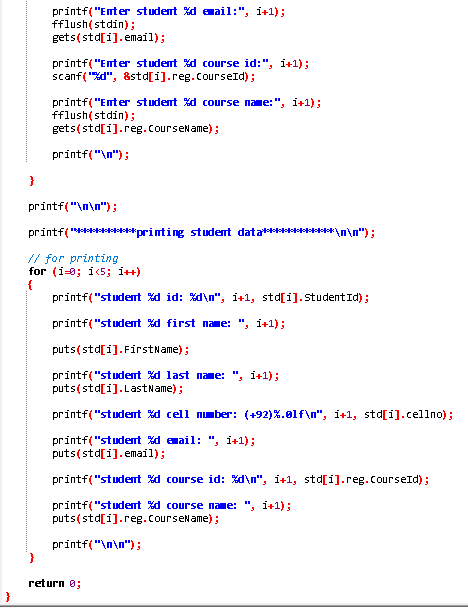 printf("Enter student %d email:", i+1);
fflush(stdin);
gets(std[i].email);
printf("Enter student %d course id:", i+1);
scanf("%d", &std[i].reg.CourseId);
printf("Enter student %d course name:", i+1);
fflush(stdin);
gets(std[i].reg.CourseName);
printf("\n");
}
printf("\n\n");
printf("**********printing student data************\n\n");
// for printing
for (i=0; i<5; i++)
{
printf("student %d id: %d\n", i+1, std[i].StudentId);
printf("student %d first name: ", i+1);
puts(std[i].FirstName);
printf("student %d last name: ", i+1);
puts(std[i].LastName);
printf("student %d cell number: (+92)%.0lf\n", i+1, std[i].cellno);
printf("student %d email: ", i+1);
puts(std[i].email);
printf("student %d course id: %d\n", i+1, std[i].reg.CourseId);
printf("student %d course name: ", i+1);
puts(std[i].reg.CourseName);
printf("\n\n");
}
return 0;
}